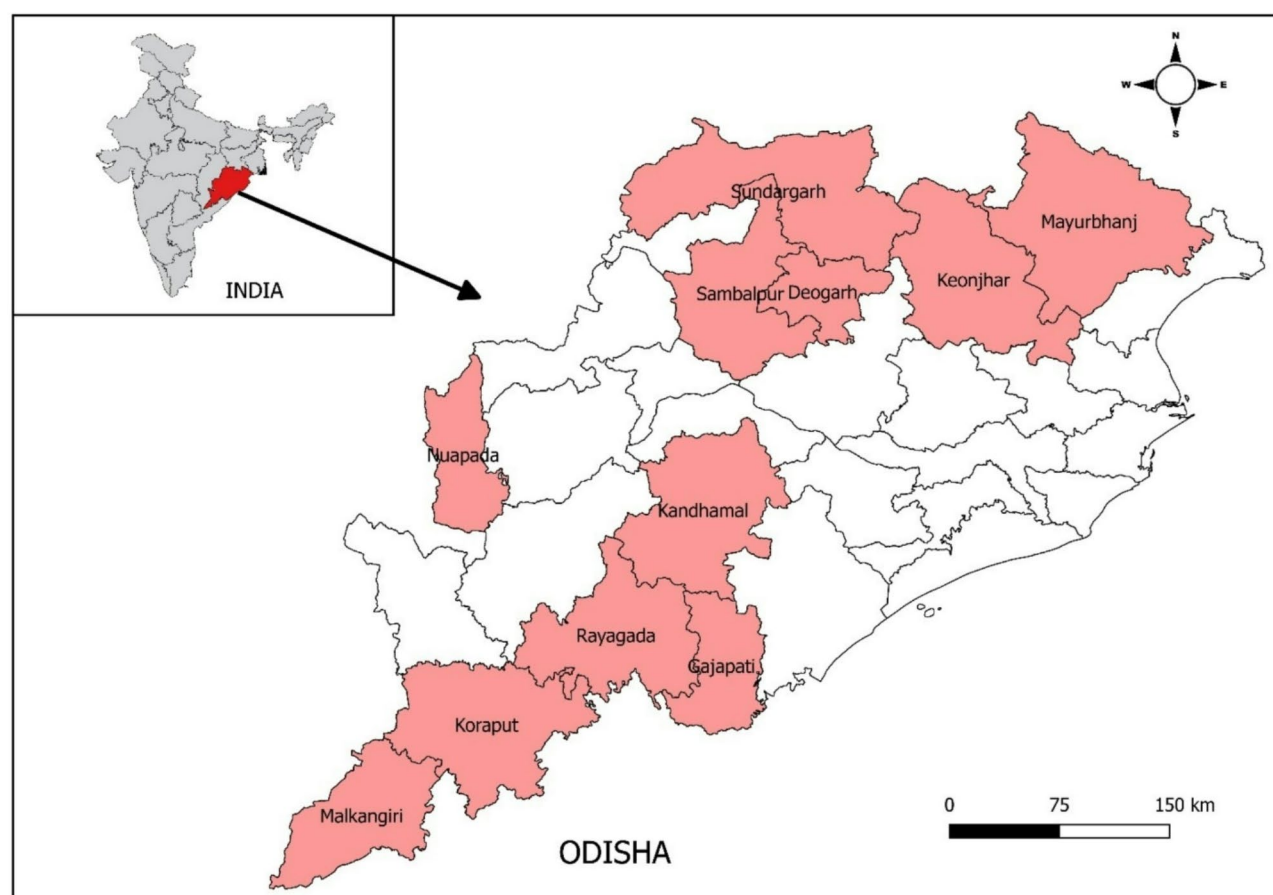 INDIA
N
W
E
S
Sundargarh
Mayurbhanj
Sambalpur
Deogarh
Keonjhar
Nuapada
Kandhamal
Rayagada
Gajapati
Koraput
Malkangiri
0 75 150 km
ODISHA